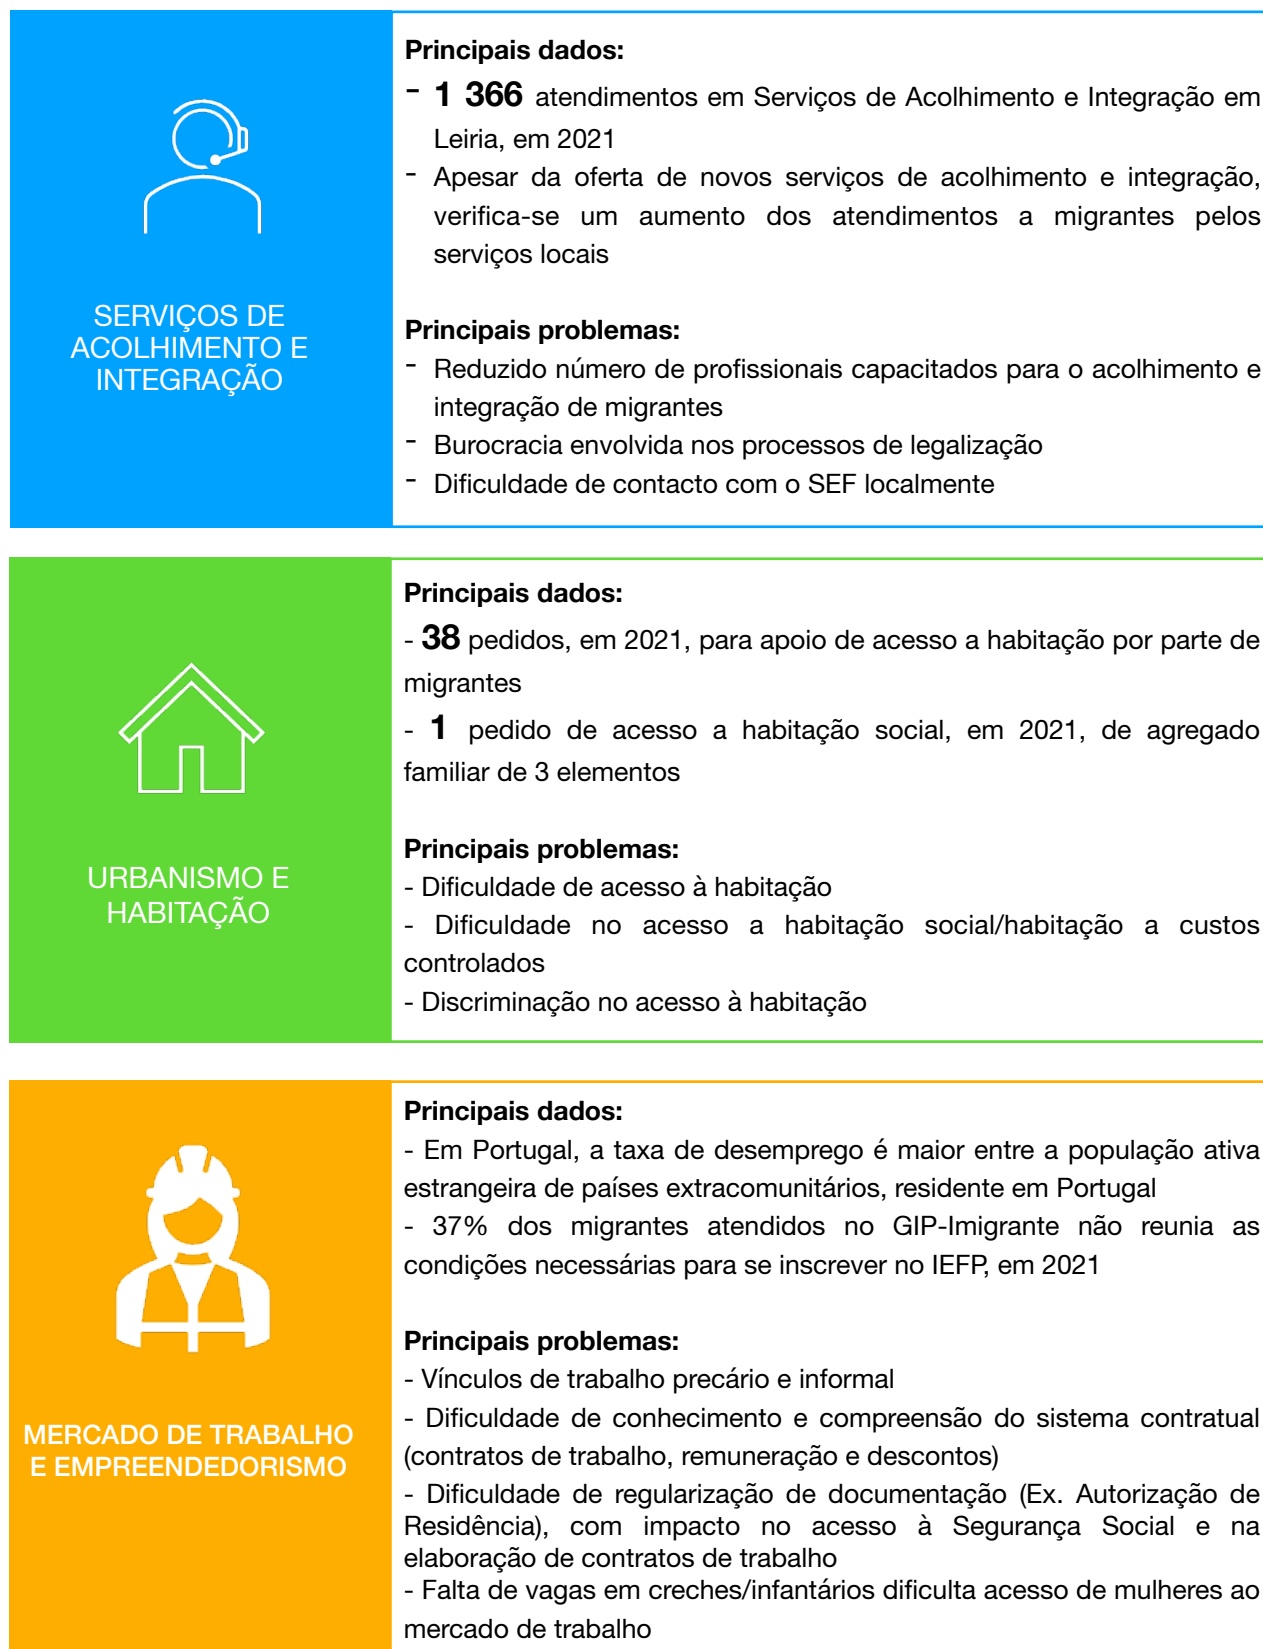 SERVIÇOS DE
ACOLHIMENTO E
INTEGRAÇÃO
Principais dados:
- 1 366 atendimentos em Serviços de Acolhimento e Integração em
Leiria, em 2021
- Apesar da oferta de novos serviços de acolhimento e integração,
verifica-se um aumento dos atendimentos a migrantes pelos
serviços locais
Principais problemas:
- Reduzido número de profissionais capacitados para o acolhimento e
integração de migrantes
- Burocracia envolvida nos processos de legalização
- Dificuldade de contacto com o SEF localmente
URBANISMO E
HABITAÇÃO
Principais dados:
- 38 pedidos, em 2021, para apoio de acesso a habitação por parte de
migrantes
- 1 pedido de acesso a habitação social, em 2021, de agregado
familiar de 3 elementos
Principais problemas:
- Dificuldade de acesso à habitação
- Dificuldade no acesso a habitação social/habitação a custos
controlados
- Discriminação no acesso à habitação
MERCADO DE TRABALHO
E EMPREENDEDORISMO
Principais dados:
- Em Portugal, a taxa de desemprego é maior entre a população ativa
estrangeira de países extracomunitários, residente em Portugal
- 37% dos migrantes atendidos no GIP-Imigrante não reunia as
condições necessárias para se inscrever no IEFP, em 2021
Principais problemas:
- Vínculos de trabalho precário e informal
- Dificuldade de conhecimento e compreensão do sistema contratual
(contratos de trabalho, remuneração e descontos)
- Dificuldade de regularização de documentação (Ex. Autorização de
Residência), com impacto no acesso à Segurança Social e na
elaboração de contratos de trabalho
- Falta de vagas em creches/infantários dificulta acesso de mulheres ao
mercado de trabalho